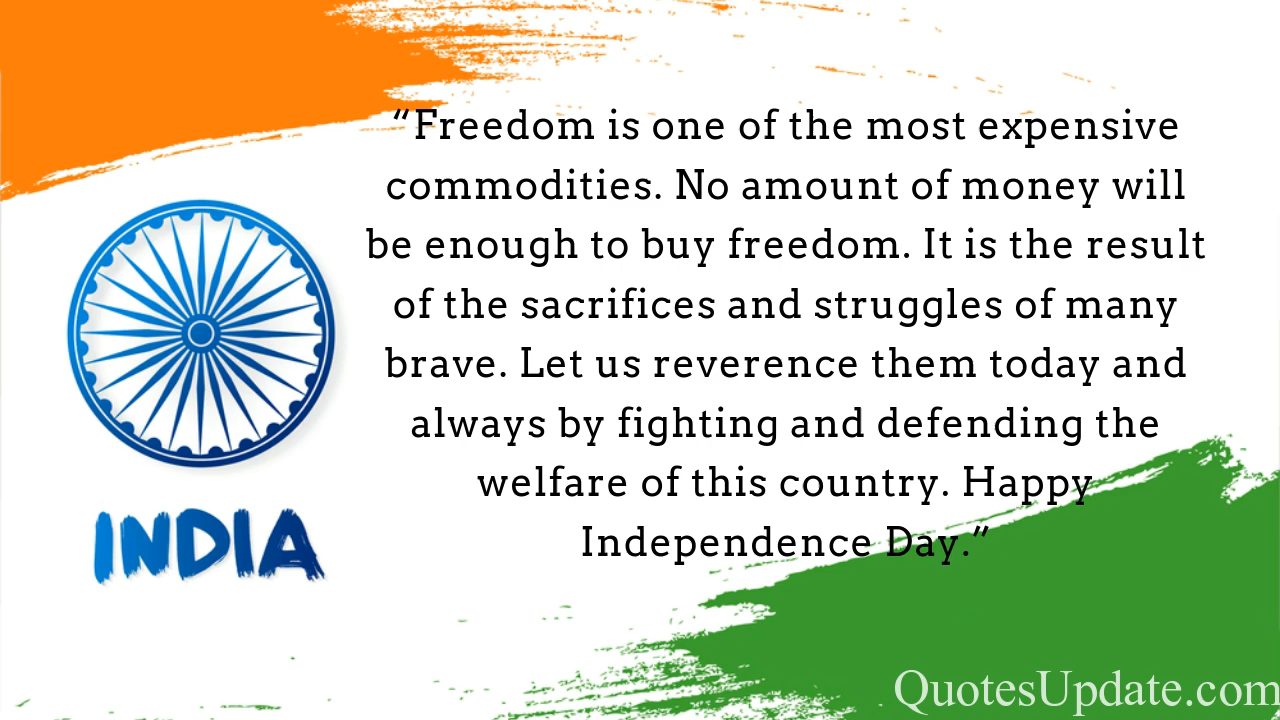 “Freedom is one of the most expensive
commodities. No amount of money will
be enough to buy freedom. It is the result
of the sacrifices and struggles of many
brave. Let us reverence them today and
always by fighting and defending the
welfare of this country. Happy
Independence Day.”
INDIA
QuotesUpdate.com